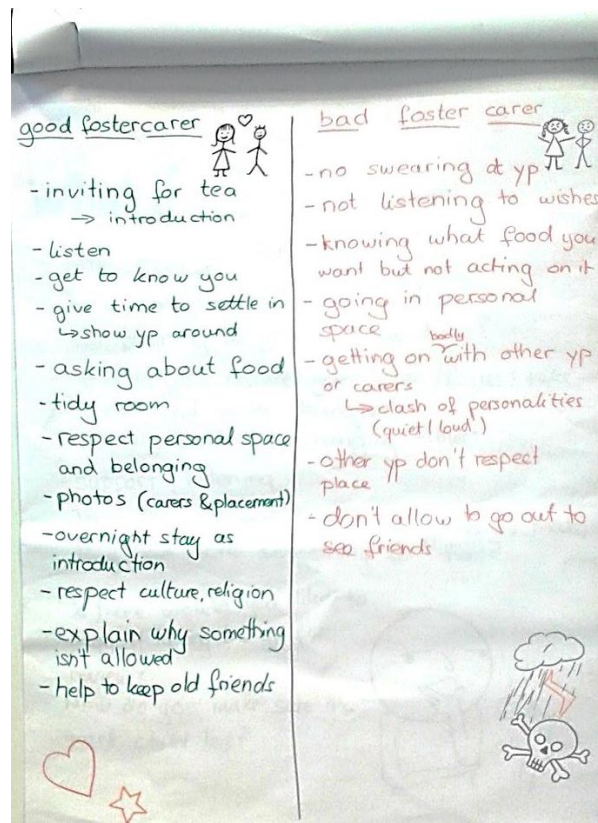 good fostercarer
- inviting for tea
→ introduction
- listen
- get to know you
- give time to settle in
↳ show yp around
- asking about food
- tidy room
- respect personal space
and belonging
- photos (carers & placement)
- overnight stay as
introduction
- respect culture, religion
- explain why something
isn't allowed
- help to keep old friends
bad foster carer
- no swearing at yp
- not listening to wishes
- knowing what food you
want but not acting on it
- going in personal
space
- getting on badly with other yp
or carers
↳ clash of personalities
(quiet / loud)
- other yp don't respect
place
- don't allow to go out to
see friends